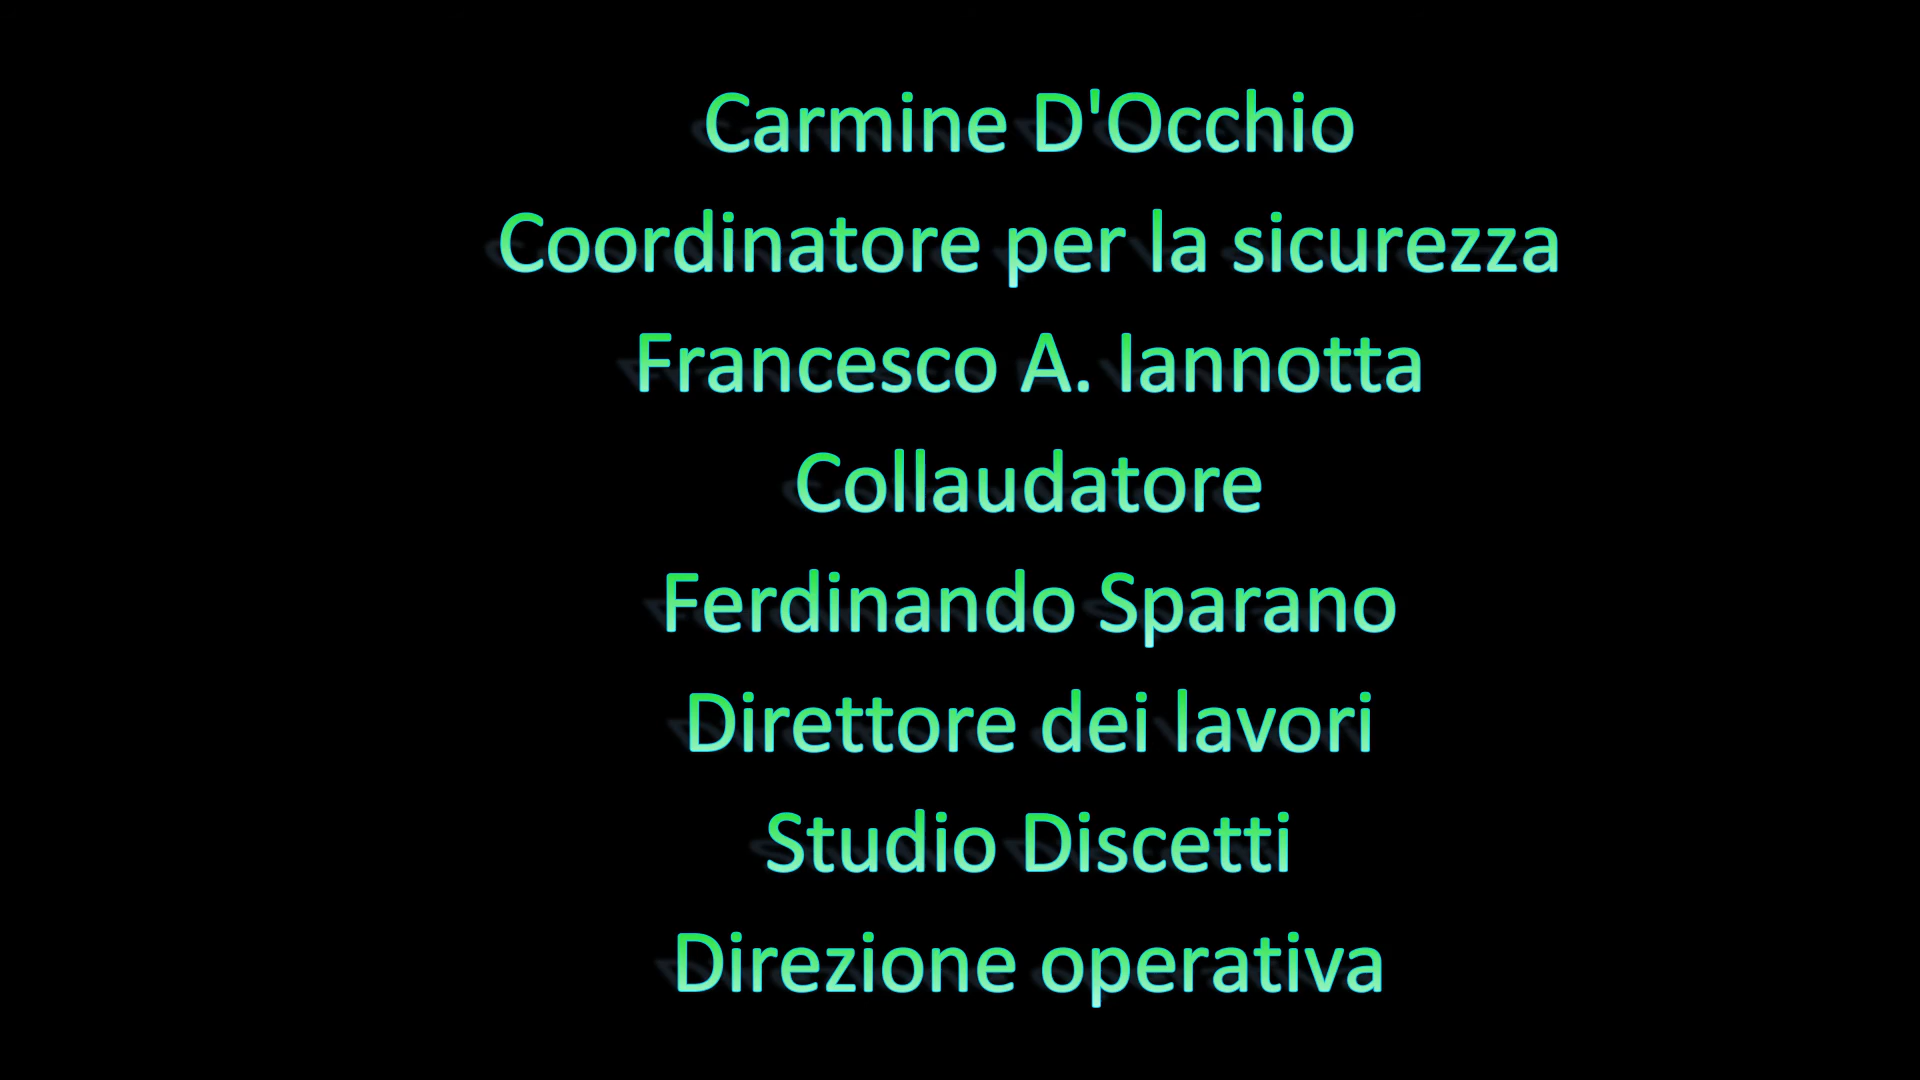 Carmine D'Occhio
Coordinatore per la sicurezza
Francesco A. Iannotta
Collaudatore
Ferdinando Sparano
Direttore dei lavori
Studio Discetti
Direzione operativa